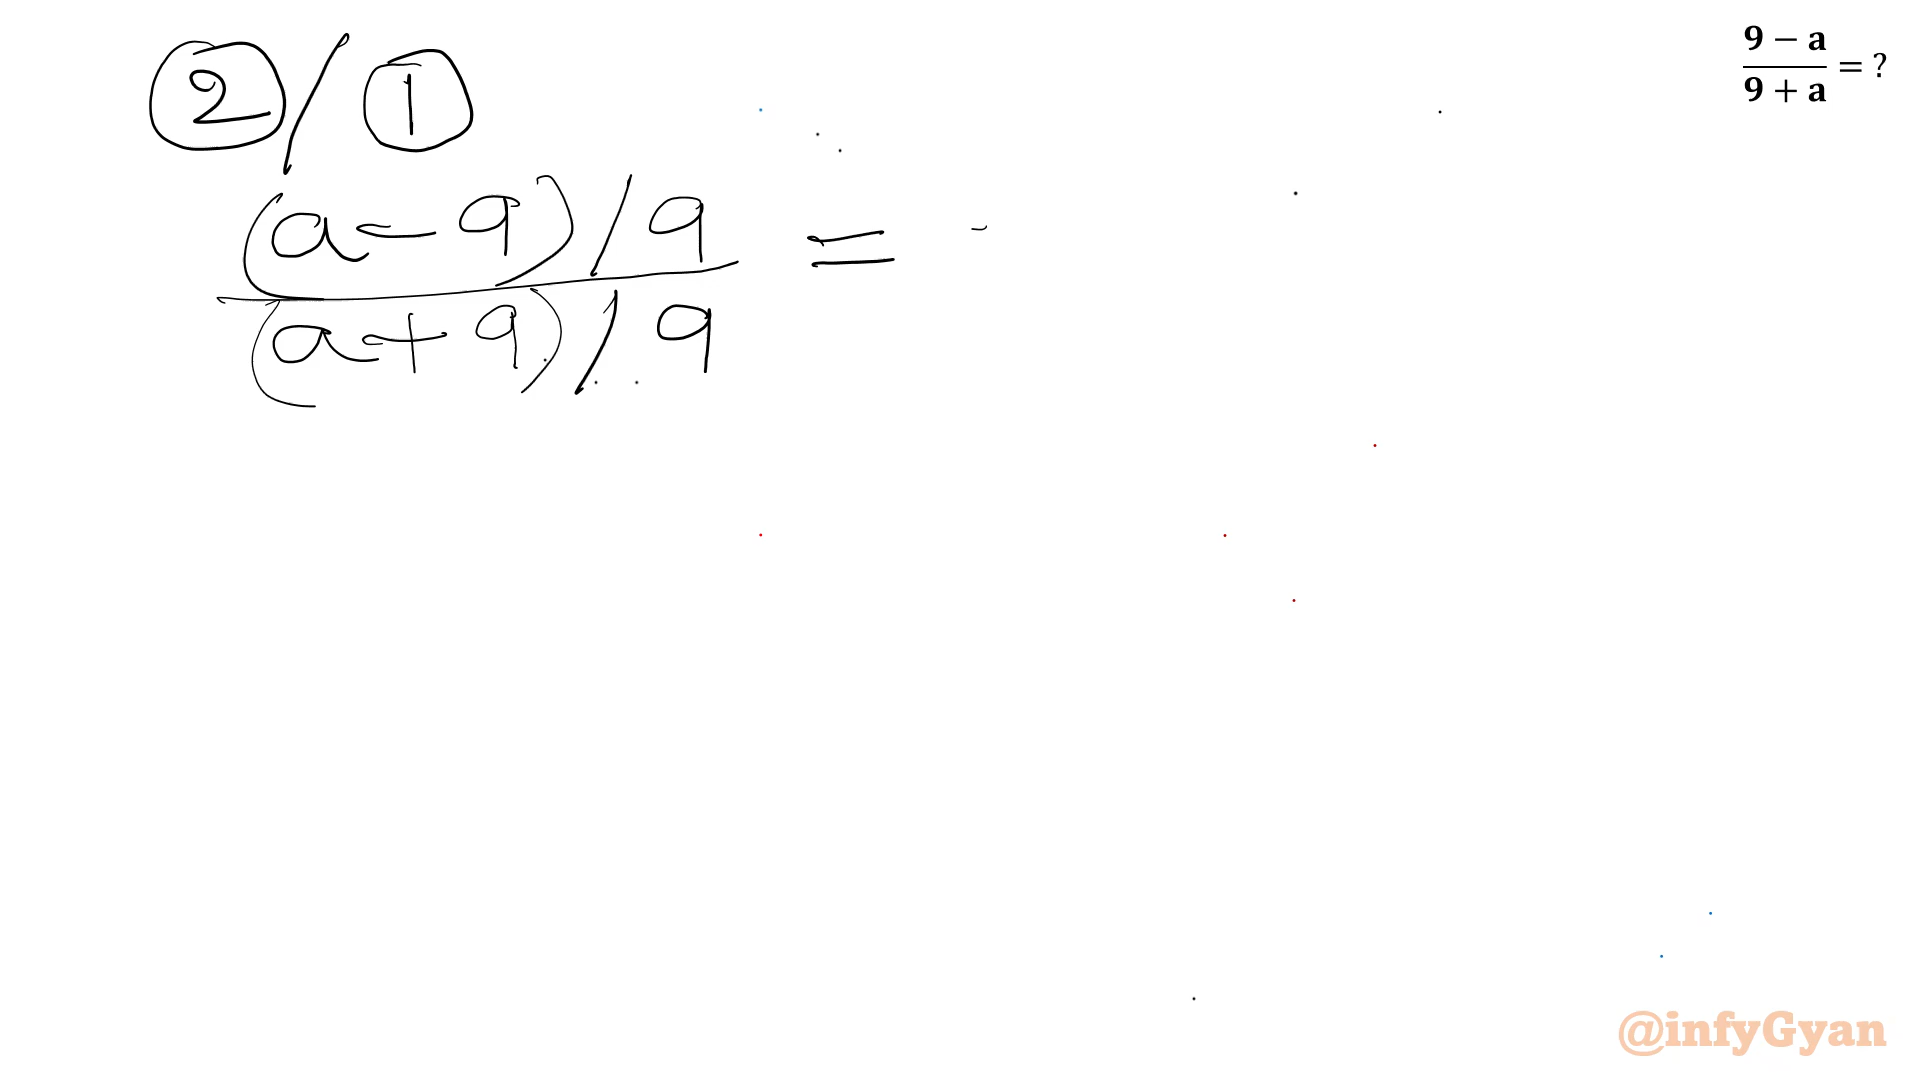 2 / 1
(a - 9) / 9 =
(a + 9) / 9
9 − a
9 + a
= ?
@infyGyan